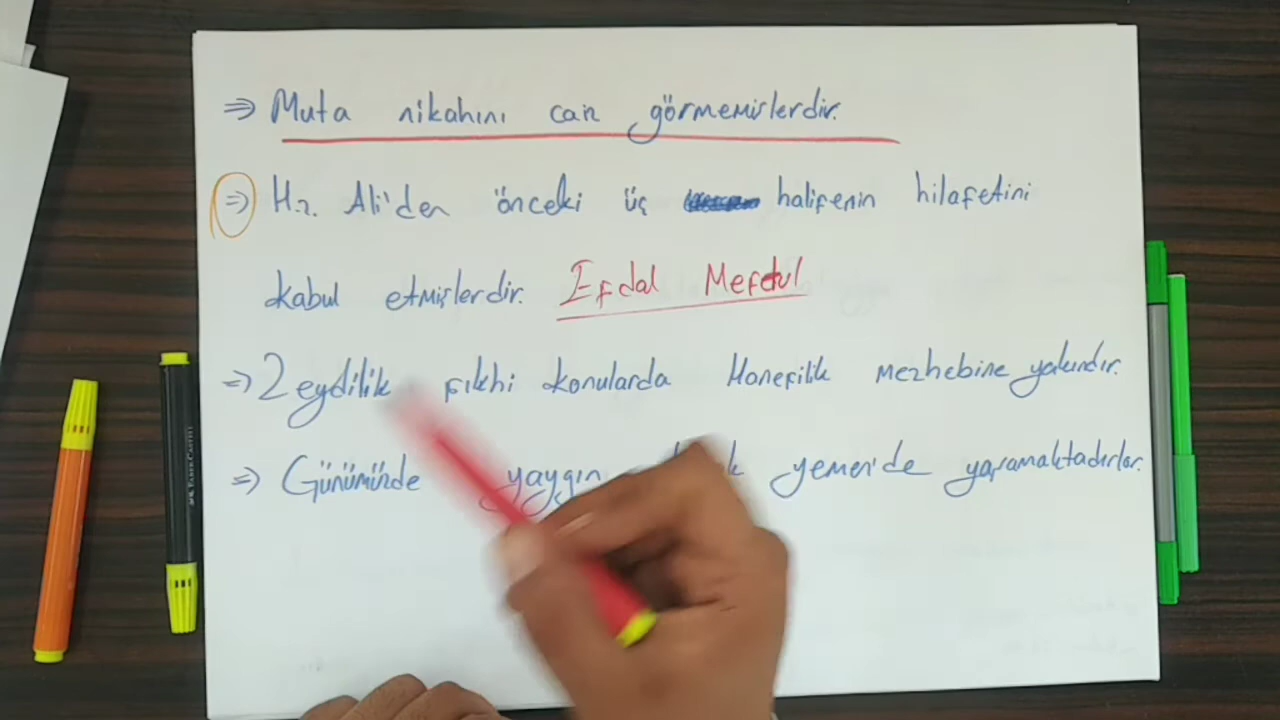 ⇒ Muta nikahını caiz görmemişlerdir.
⇒ Hz. Ali'den önceki üç halifenin hilafetini
kabul etmişlerdir. Efdal Mefdul
⇒ Zeydilik fıkhi konularda Hanefilik mezhebine yakındır.
⇒ Günümüzde yaygın yemen'de yaşamaktadırlar.